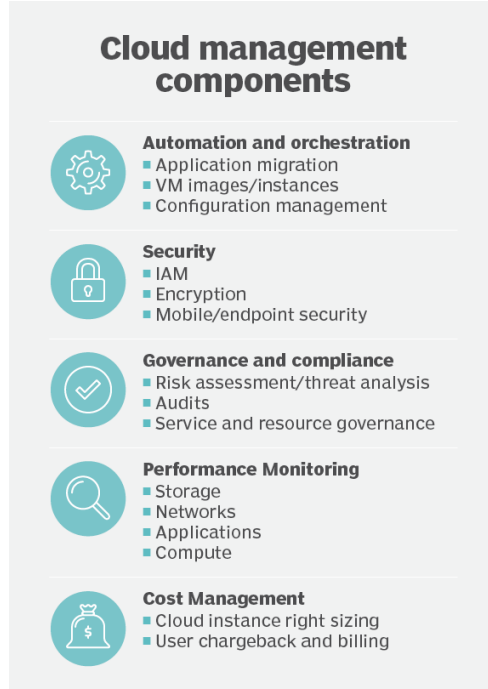 Cloud management
components
Automation and orchestration
Application migration
VM images/instances
Configuration management
Security
IAM
Encryption
Mobile/endpoint security
Governance and compliance
Risk assessment/threat analysis
Audits
Service and resource governance
Performance Monitoring
Storage
Networks
Applications
Compute
Cost Management
$
Cloud instance right sizing
User chargeback and billing